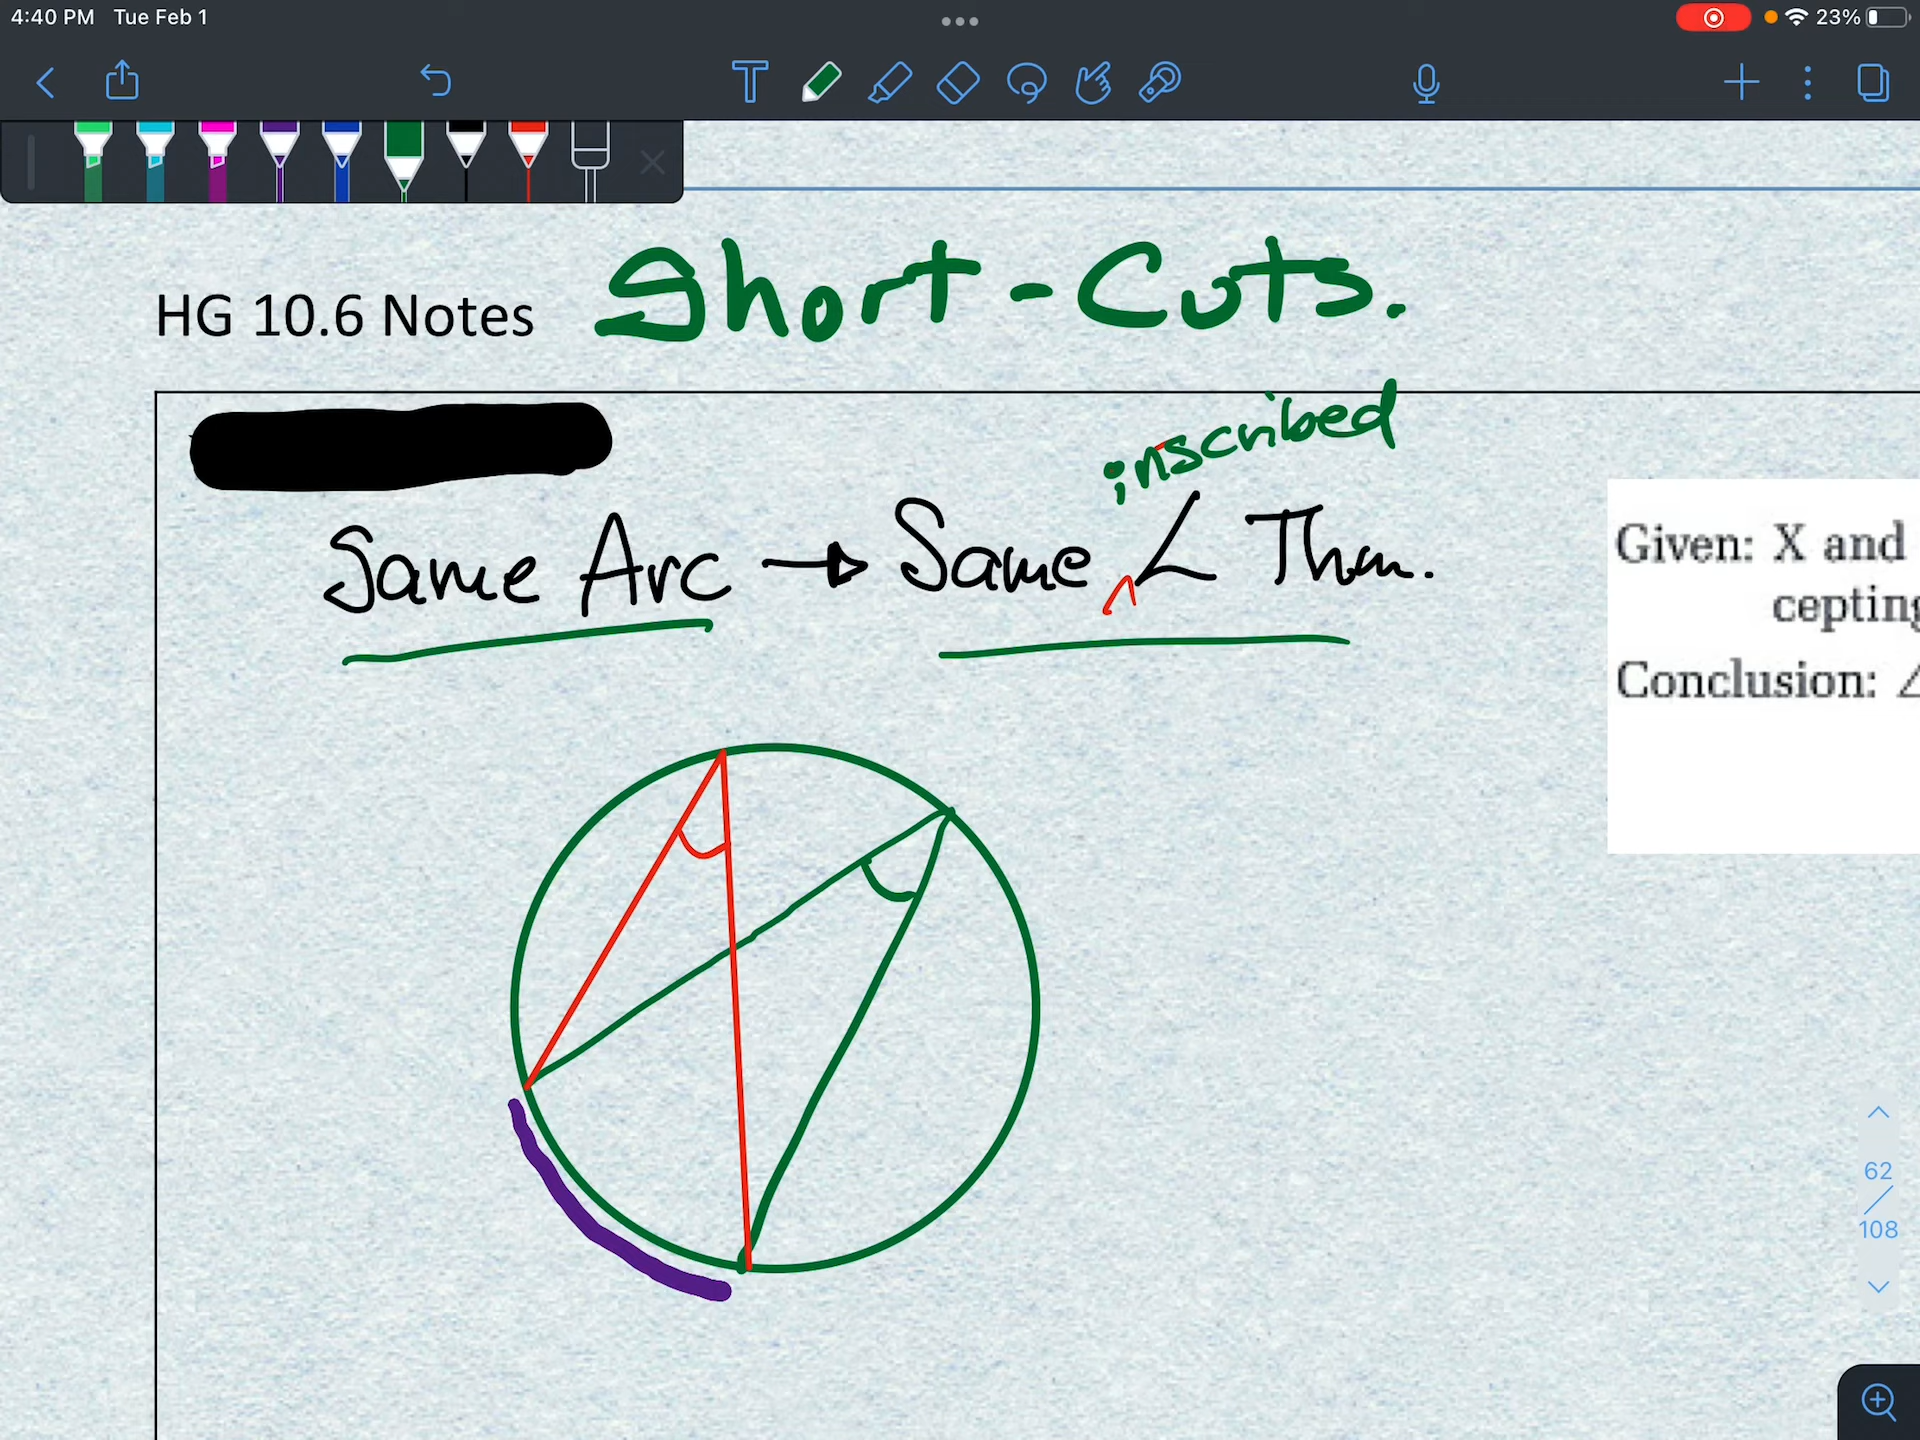 4:40 PM Tue Feb 1
23%
HG 10.6 Notes Short-Cuts.
inscribed
Same Arc → Same ∠ Thm.
Given: X and
cepting
Conclusion: ∠
62
108